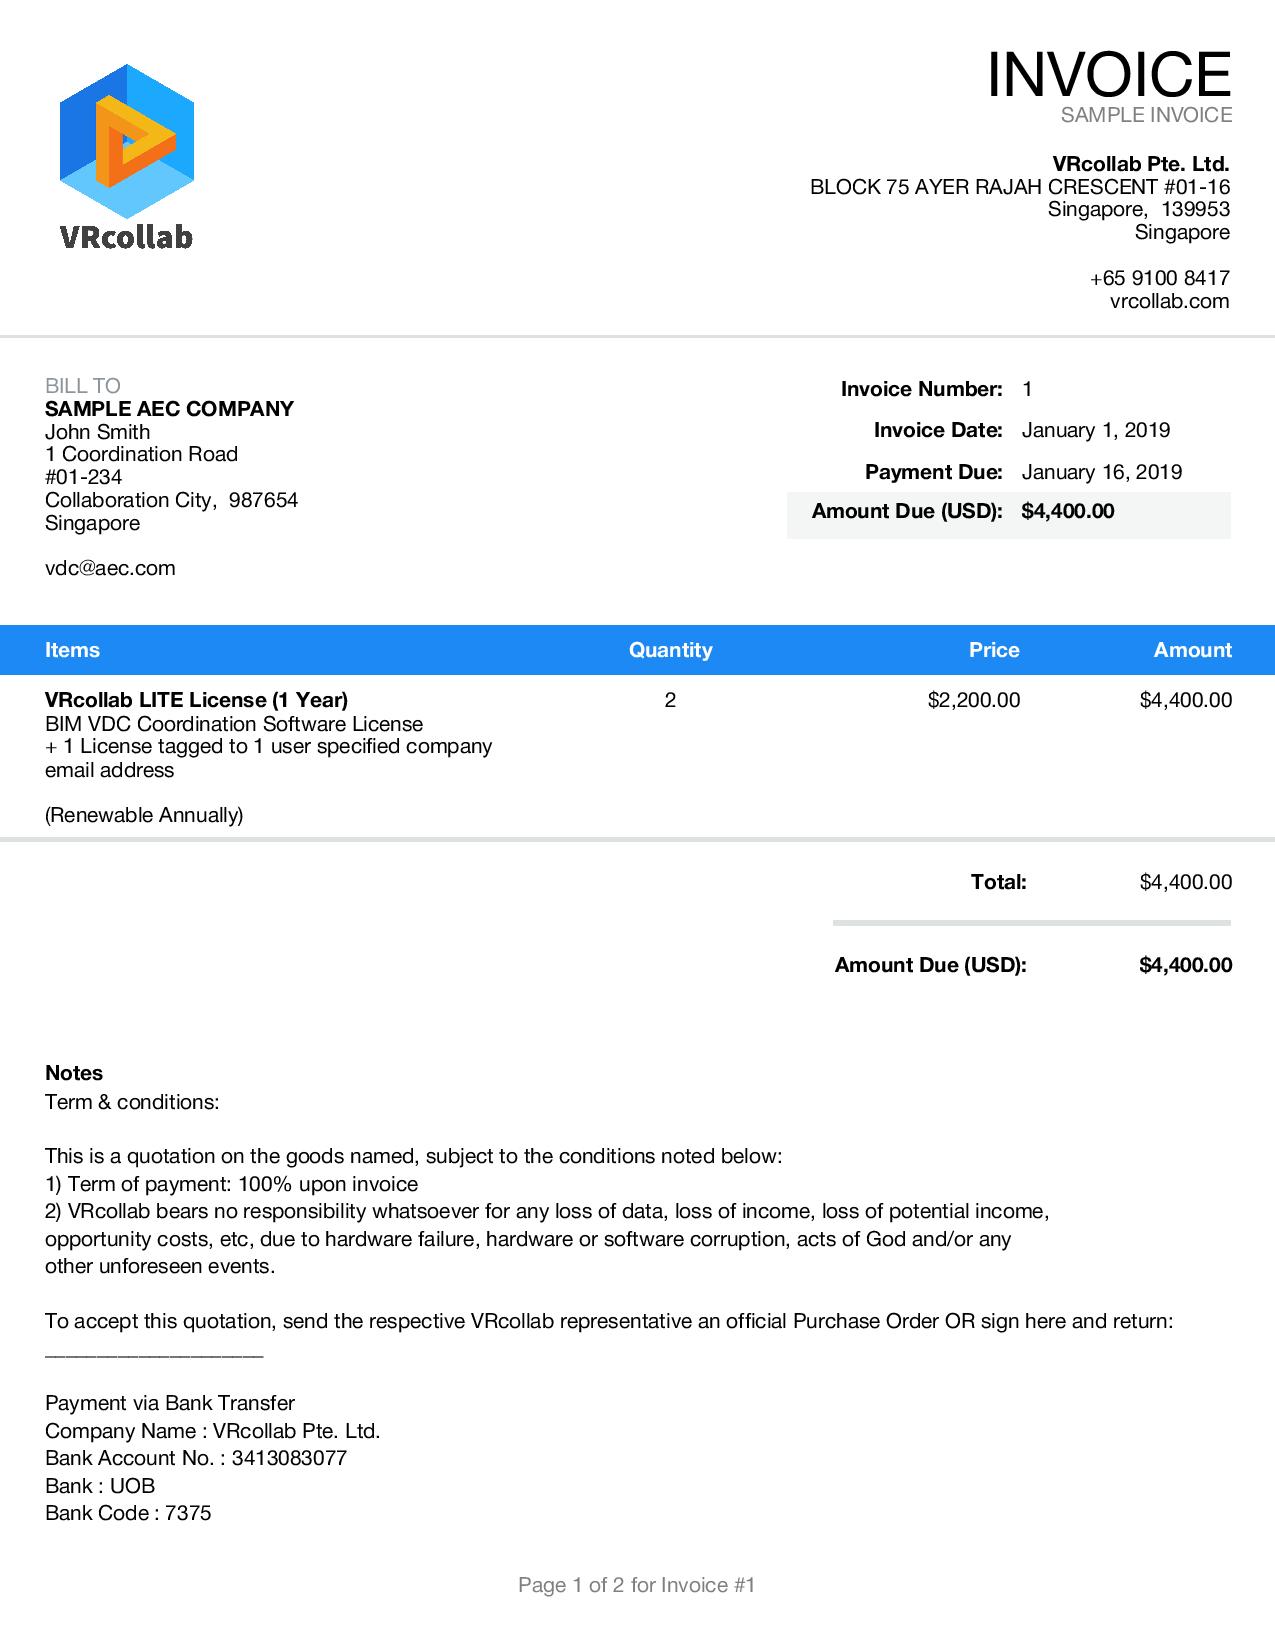 VRcollab
INVOICE
SAMPLE INVOICE
VRcollab Pte. Ltd.
BLOCK 75 AYER RAJAH CRESCENT #01-16
Singapore, 139953
Singapore
+65 9100 8417
vrcollab.com
BILL TO
SAMPLE AEC COMPANY
John Smith
1 Coordination Road
#01-234
Collaboration City, 987654
Singapore
vdc@aec.com
Invoice Number: 1
Invoice Date: January 1, 2019
Payment Due: January 16, 2019
Amount Due (USD): $4,400.00
Items Quantity Price Amount
VRcollab LITE License (1 Year) 2 $2,200.00 $4,400.00
BIM VDC Coordination Software License
+ 1 License tagged to 1 user specified company
email address
(Renewable Annually)
Total: $4,400.00
Amount Due (USD): $4,400.00
Notes
Term & conditions:
This is a quotation on the goods named, subject to the conditions noted below:
1) Term of payment: 100% upon invoice
2) VRcollab bears no responsibility whatsoever for any loss of data, loss of income, loss of potential income,
opportunity costs, etc, due to hardware failure, hardware or software corruption, acts of God and/or any
other unforeseen events.
To accept this quotation, send the respective VRcollab representative an official Purchase Order OR sign here and return:
____________________
Payment via Bank Transfer
Company Name : VRcollab Pte. Ltd.
Bank Account No. : 3413083077
Bank : UOB
Bank Code : 7375
Page 1 of 2 for Invoice #1